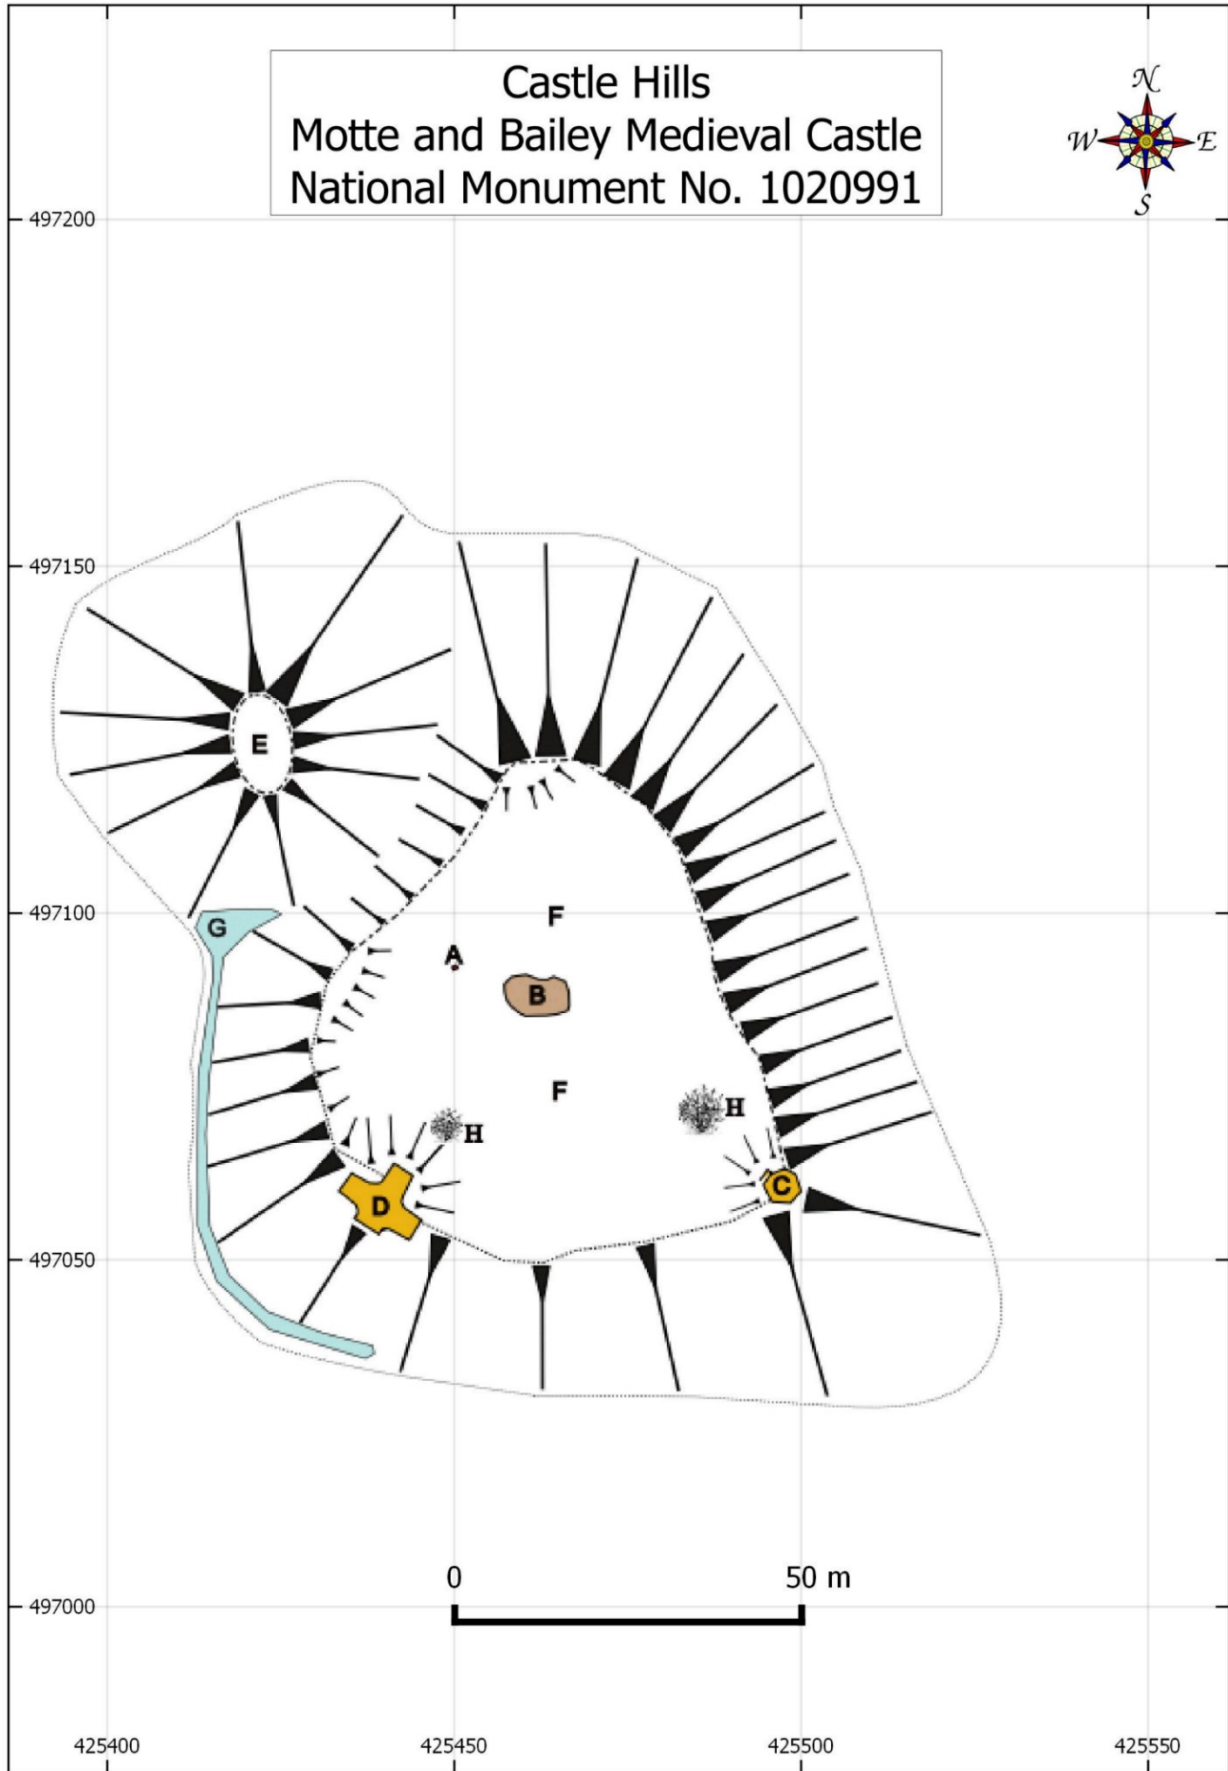 Castle Hills
Motte and Bailey Medieval Castle
National Monument No. 1020991
N
W E
S
497200
497150
E
497100
F
G
A
B
F
H
H
C
D
497050
0 50 m
497000
425400 425450 425500 425550